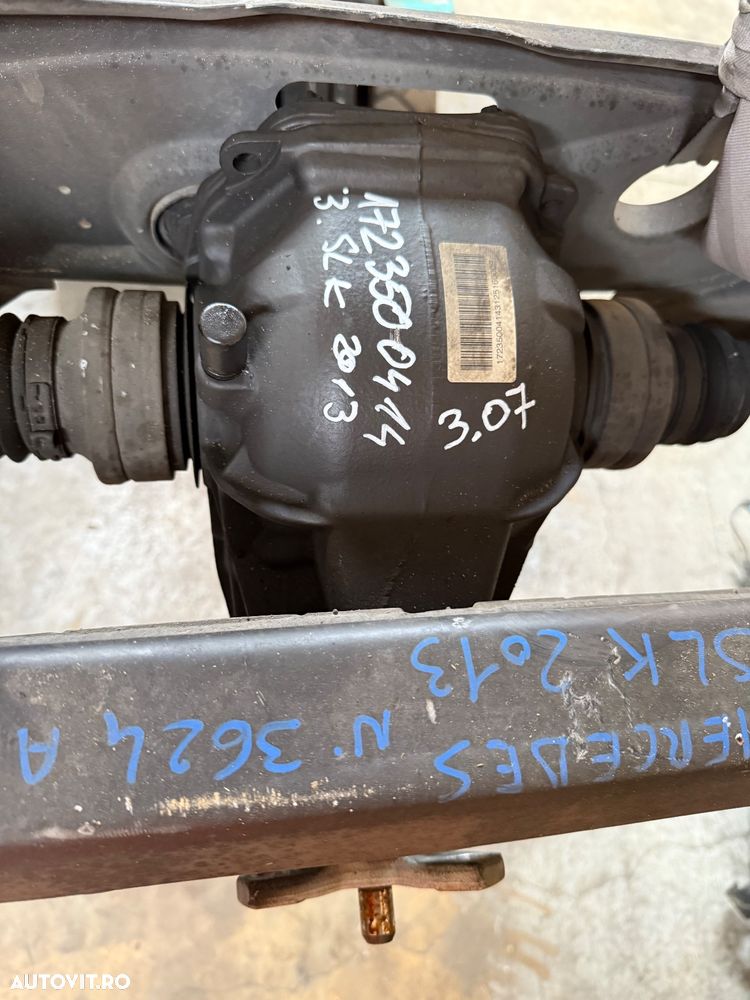 1723500414
3. SLK 2013
3.07
MERCEDES N° 3624 A
SLK 2013
AUTOVIT.RO